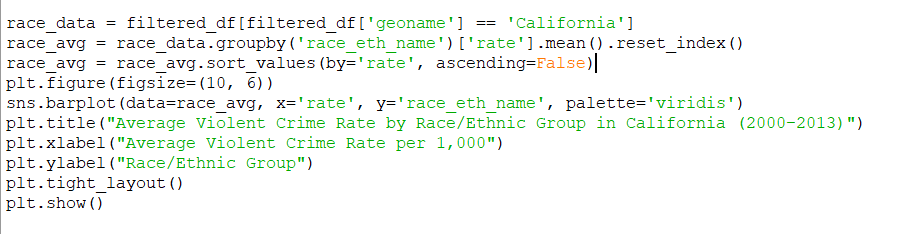 race_data = filtered_df[filtered_df['geoname'] == 'California']
race_avg = race_data.groupby('race_eth_name')['rate'].mean().reset_index()
race_avg = race_avg.sort_values(by='rate', ascending=False)
plt.figure(figsize=(10, 6))
sns.barplot(data=race_avg, x='rate', y='race_eth_name', palette='viridis')
plt.title("Average Violent Crime Rate by Race/Ethnic Group in California (2000-2013)")
plt.xlabel("Average Violent Crime Rate per 1,000")
plt.ylabel("Race/Ethnic Group")
plt.tight_layout()
plt.show()